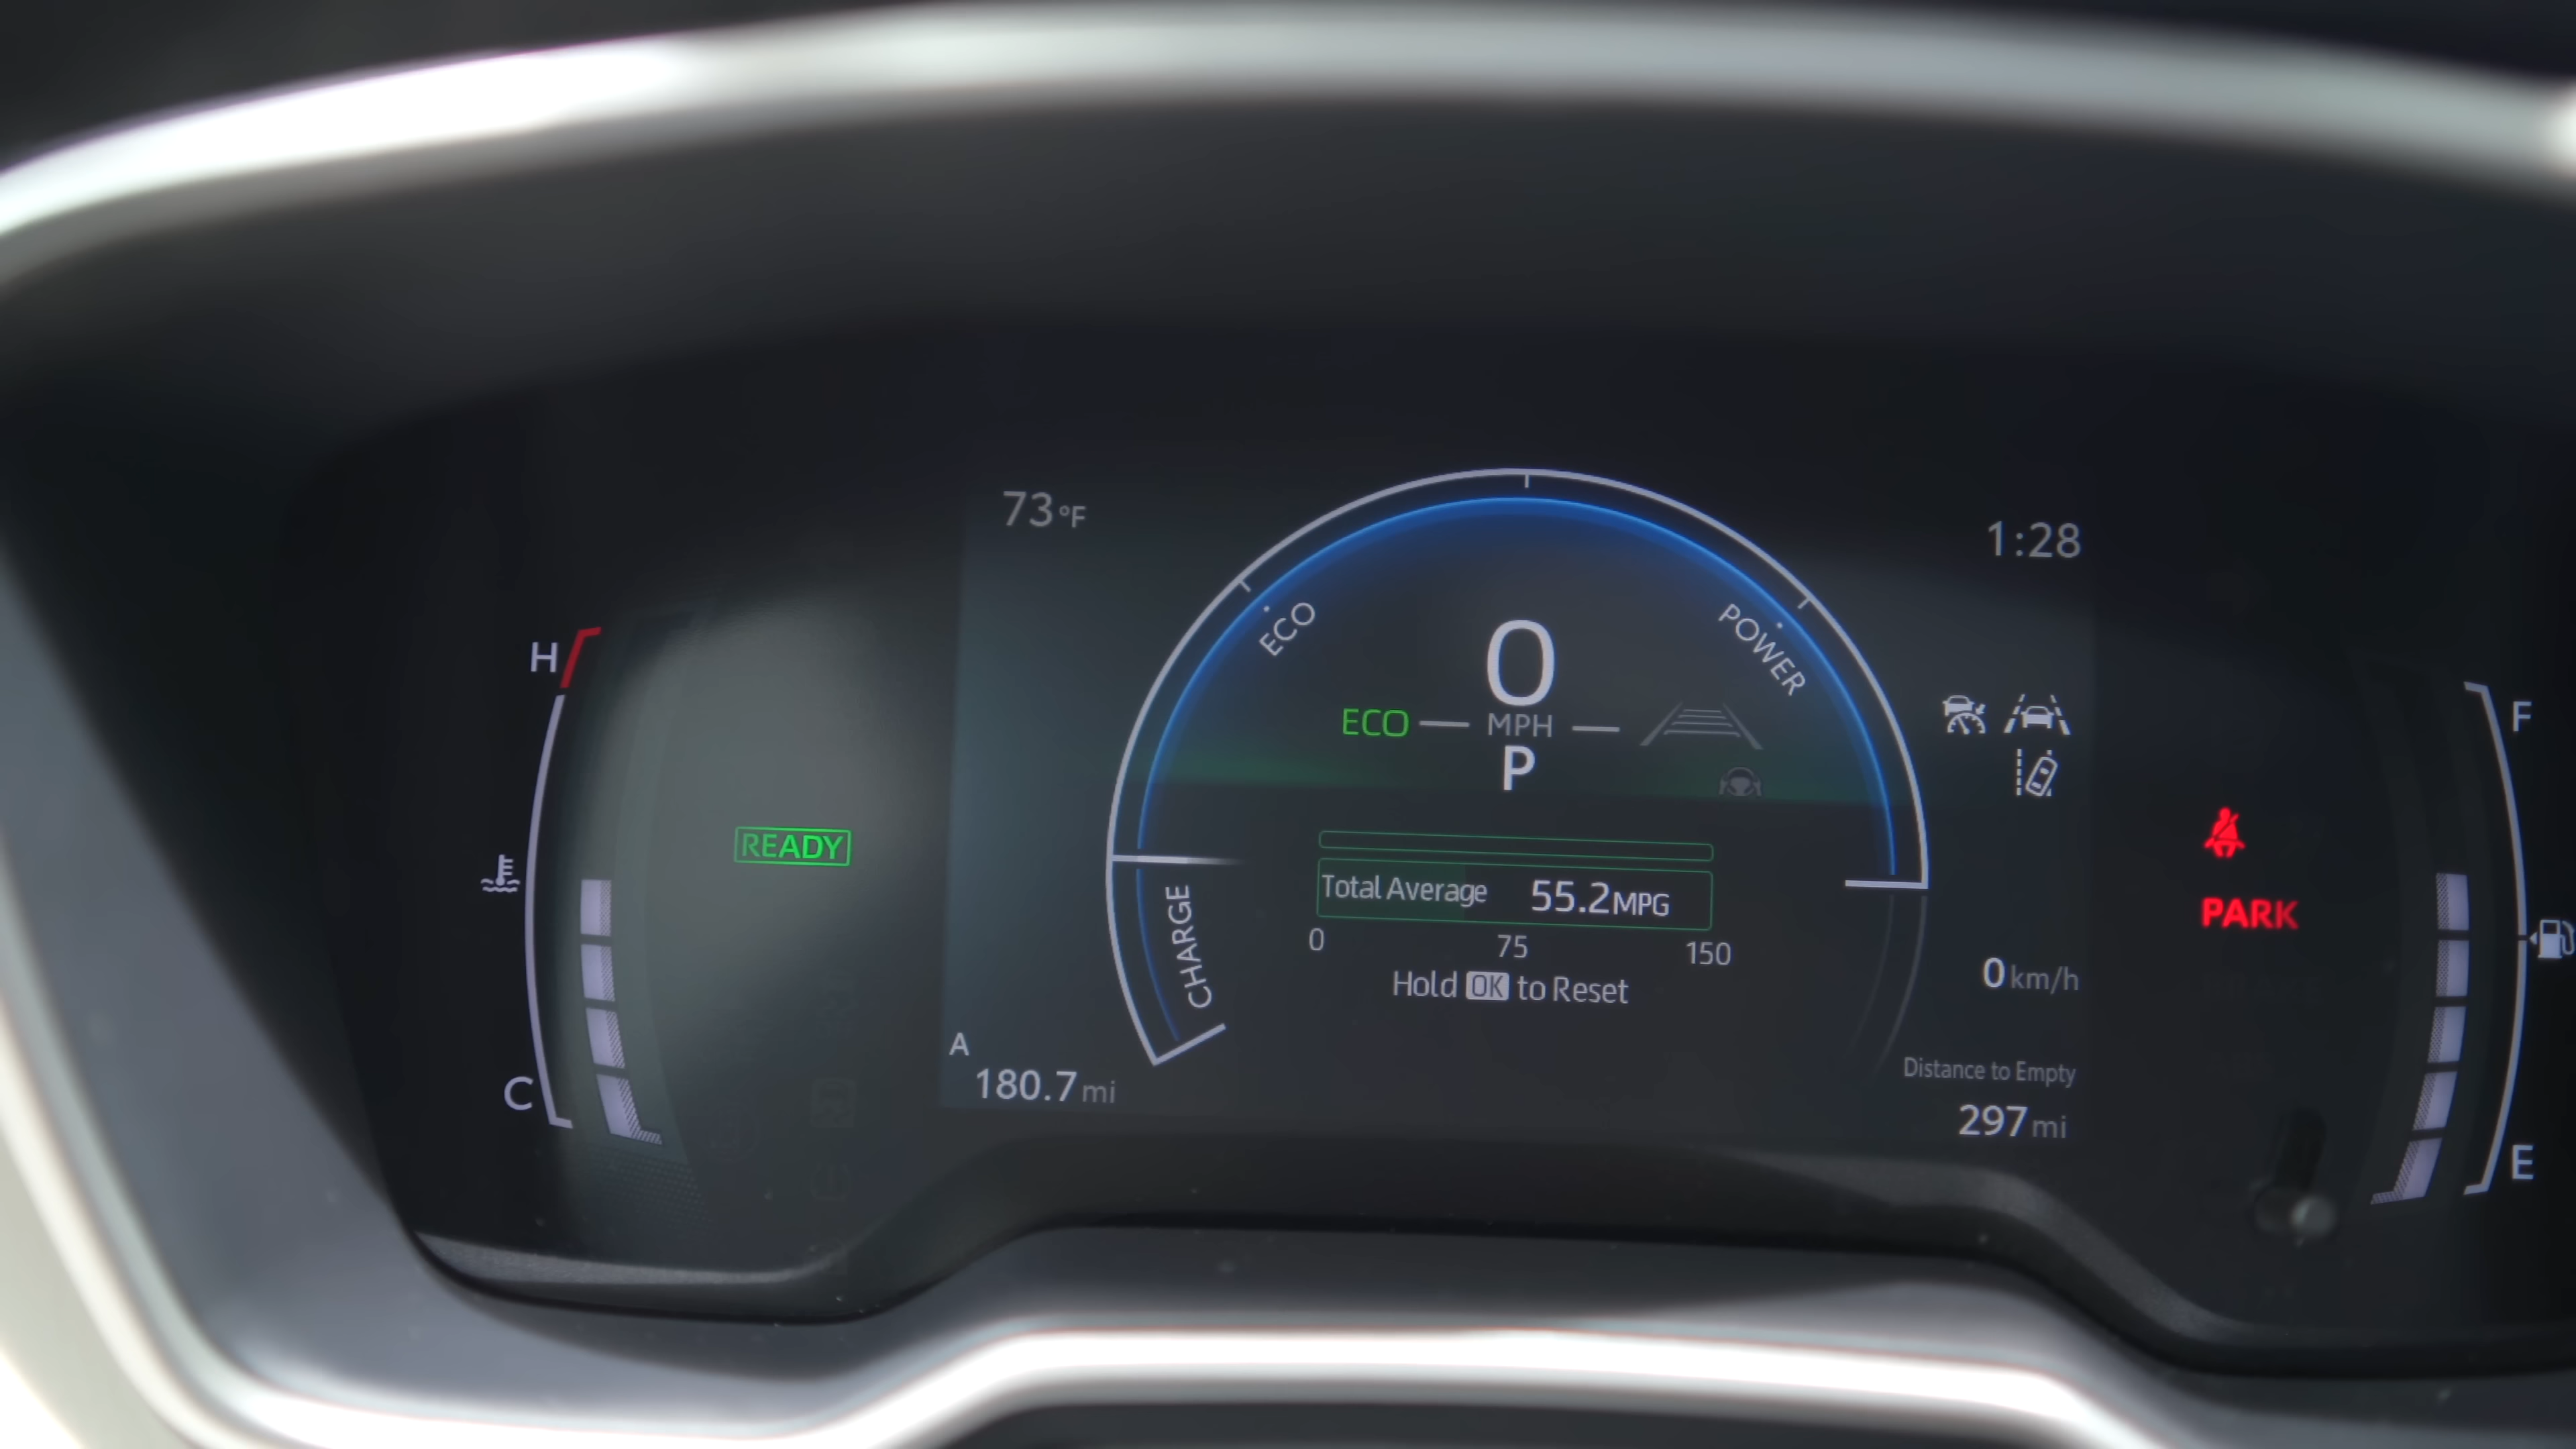 73°F
1:28
ECO
POWER
H
0
F
ECO
MPH
P
READY
Total Average 55.2MPG
PARK
CHARGE
0 75 150
Hold OK to Reset
0 km/h
A
180.7 mi
C
Distance to Empty
297 mi
E